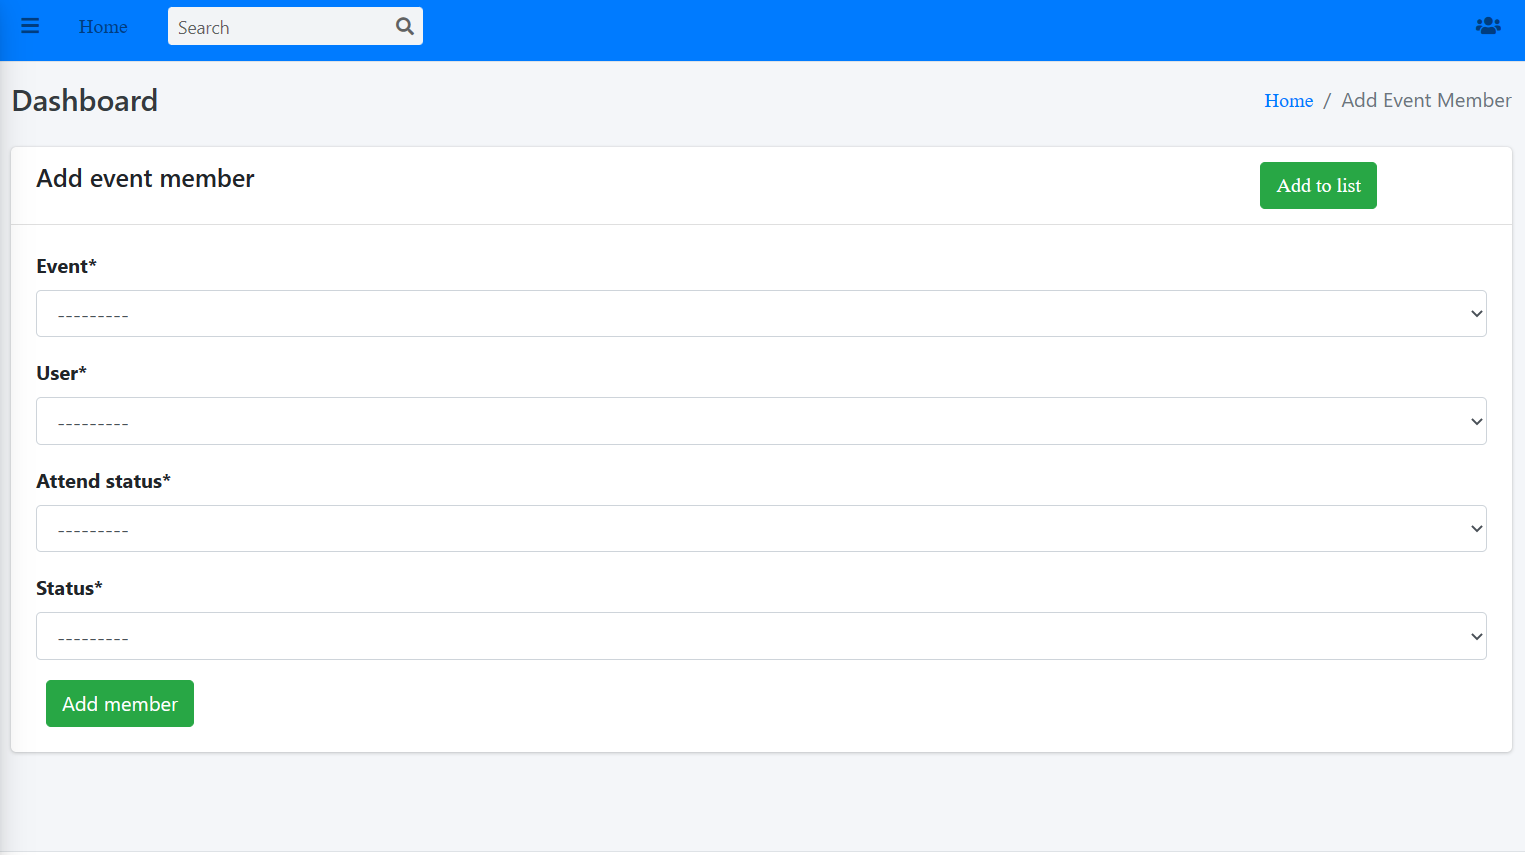 Home
Search
Dashboard
Home / Add Event Member
Add event member
Add to list
Event*
---------
User*
---------
Attend status*
---------
Status*
---------
Add member